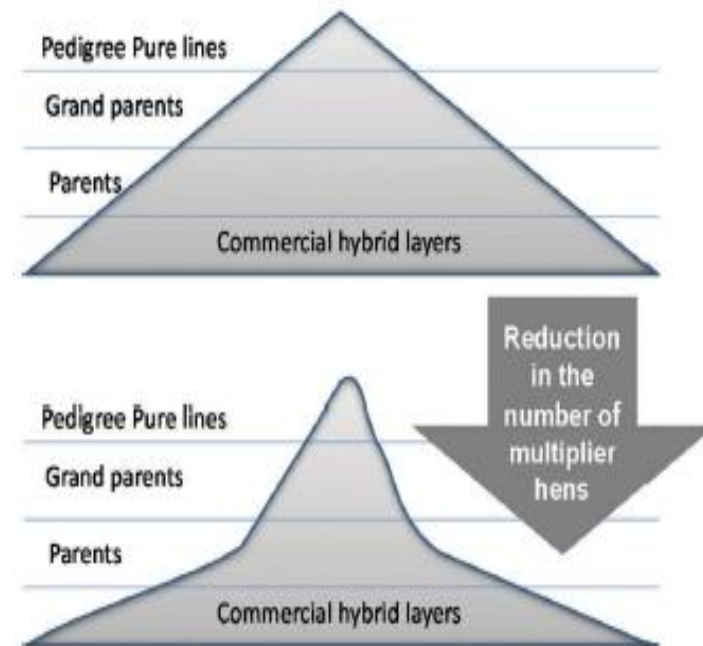 Pedigree Pure lines
Grand parents
Parents
Commercial hybrid layers
Reduction
in the
number of
multiplier
hens
Pedigree Pure lines
Grand parents
Parents
Commercial hybrid layers